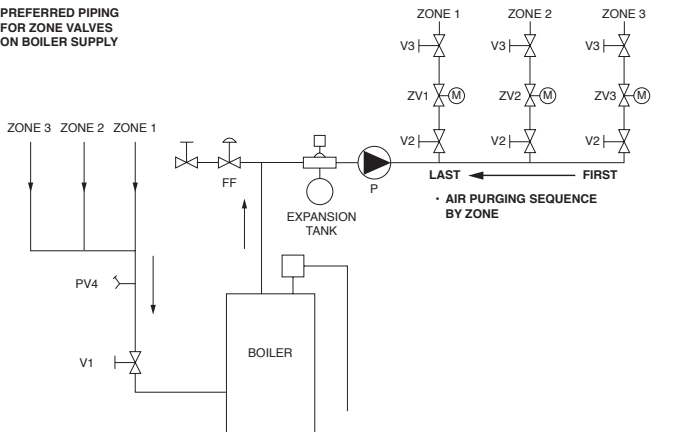 PREFERRED PIPING
FOR ZONE VALVES
ON BOILER SUPPLY
ZONE 1 ZONE 2 ZONE 3
V3 V3 V3
ZV1 M ZV2 M ZV3 M
V2 V2 V2
ZONE 3 ZONE 2 ZONE 1
FF
P
LAST FIRST
EXPANSION
TANK
• AIR PURGING SEQUENCE
BY ZONE
PV4
V1
BOILER